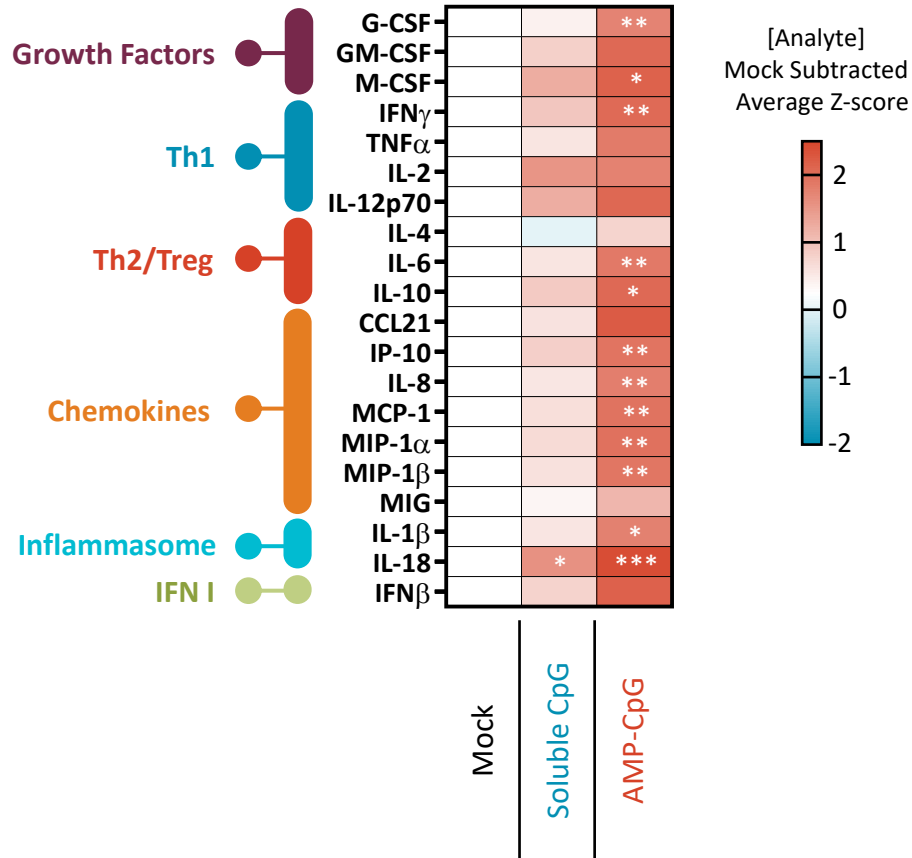 Growth Factors
Th1
Th2/Treg
Chemokines
Inflammasome
IFN I
G-CSF **
GM-CSF
M-CSF *
IFNγ **
TNFα
IL-2
IL-12p70
IL-4
IL-6 **
IL-10 *
CCL21
IP-10 **
IL-8 **
MCP-1 **
MIP-1α **
MIP-1β **
MIG
IL-1β *
IL-18 * ***
IFNβ
Mock
Soluble CpG
AMP-CpG
[Analyte]
Mock Subtracted
Average Z-score
2
1
0
-1
-2